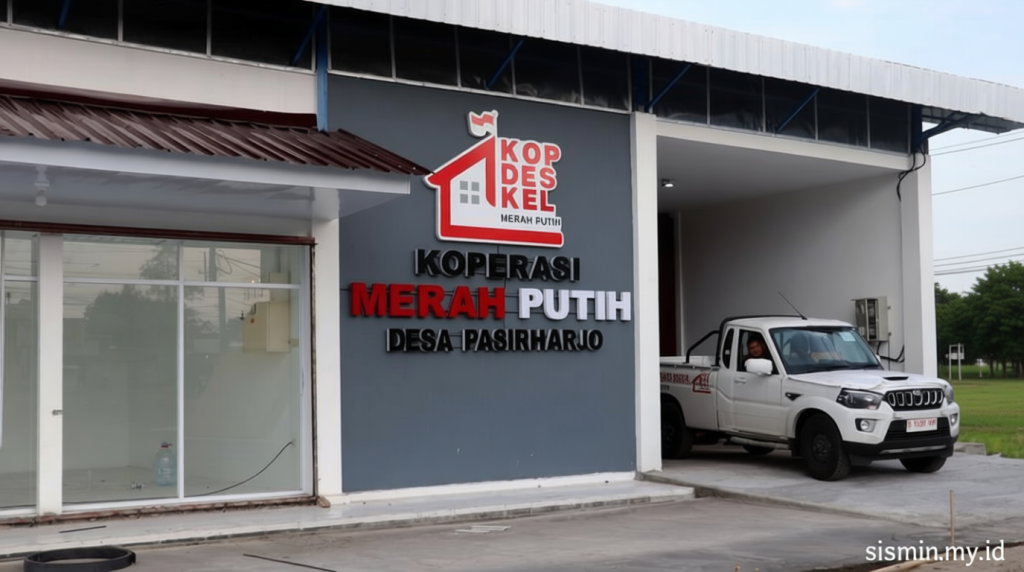 KOP
DES
KEL
MERAH PUTIH
KOPERASI
MERAH PUTIH
DESA PASIRHARJO
sismin.my.id